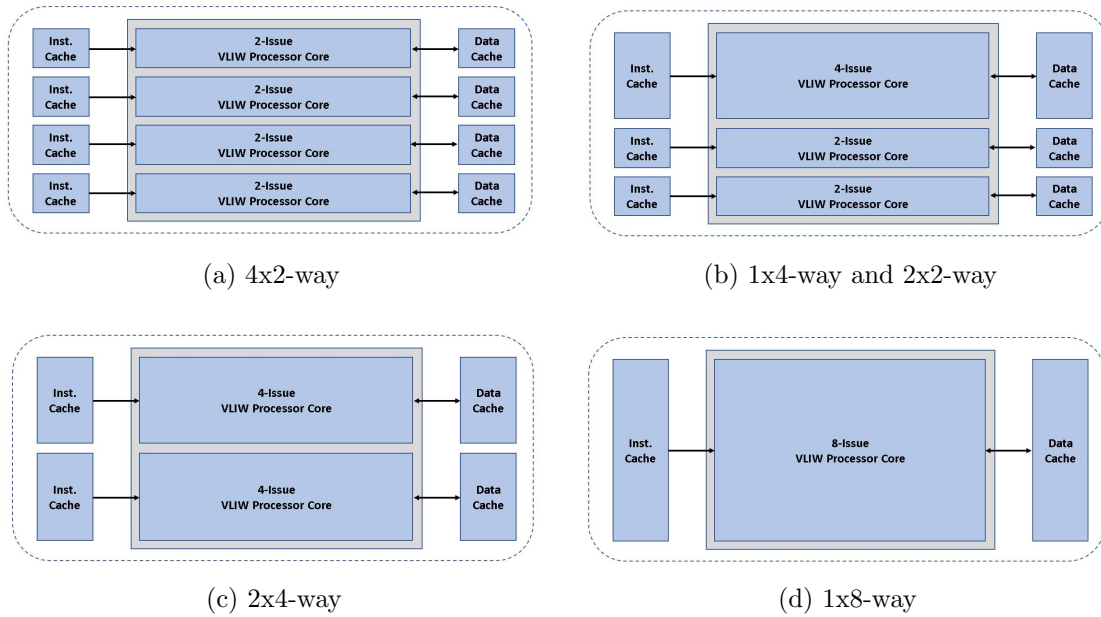 Inst.
Cache
2-Issue
VLIW Processor Core
Data
Cache
Inst.
Cache
2-Issue
VLIW Processor Core
Data
Cache
Inst.
Cache
2-Issue
VLIW Processor Core
Data
Cache
Inst.
Cache
2-Issue
VLIW Processor Core
Data
Cache
(a) 4x2-way
Inst.
Cache
4-Issue
VLIW Processor Core
Data
Cache
Inst.
Cache
2-Issue
VLIW Processor Core
Data
Cache
Inst.
Cache
2-Issue
VLIW Processor Core
Data
Cache
(b) 1x4-way and 2x2-way
Inst.
Cache
4-Issue
VLIW Processor Core
Data
Cache
Inst.
Cache
4-Issue
VLIW Processor Core
Data
Cache
(c) 2x4-way
Inst.
Cache
8-Issue
VLIW Processor Core
Data
Cache
(d) 1x8-way